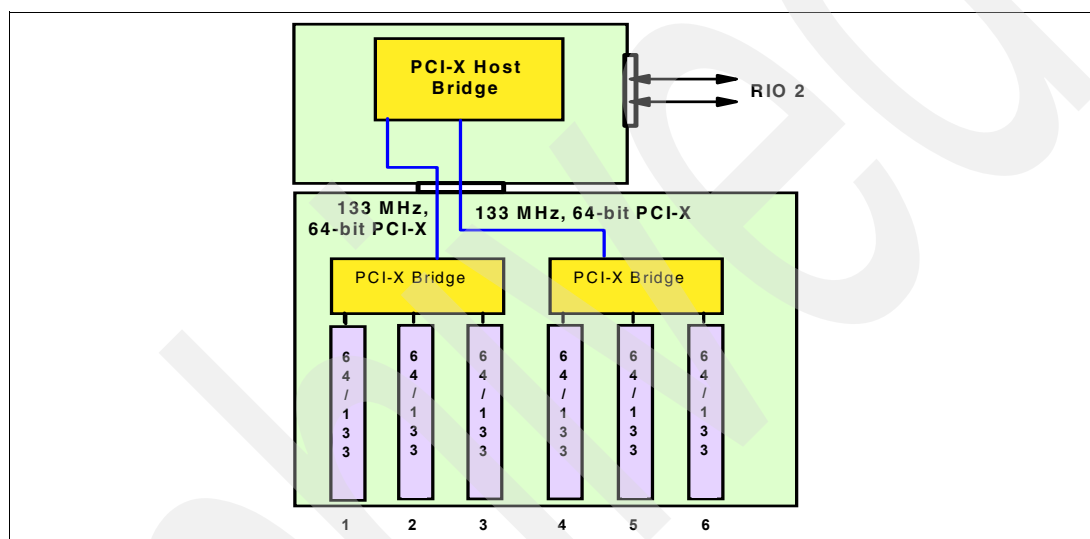 PCI-X Host
Bridge
RIO 2
133 MHz,
64-bit PCI-X
133 MHz, 64-bit PCI-X
PCI-X Bridge
PCI-X Bridge
64/133
64/133
64/133
64/133
64/133
64/133
1 2 3 4 5 6